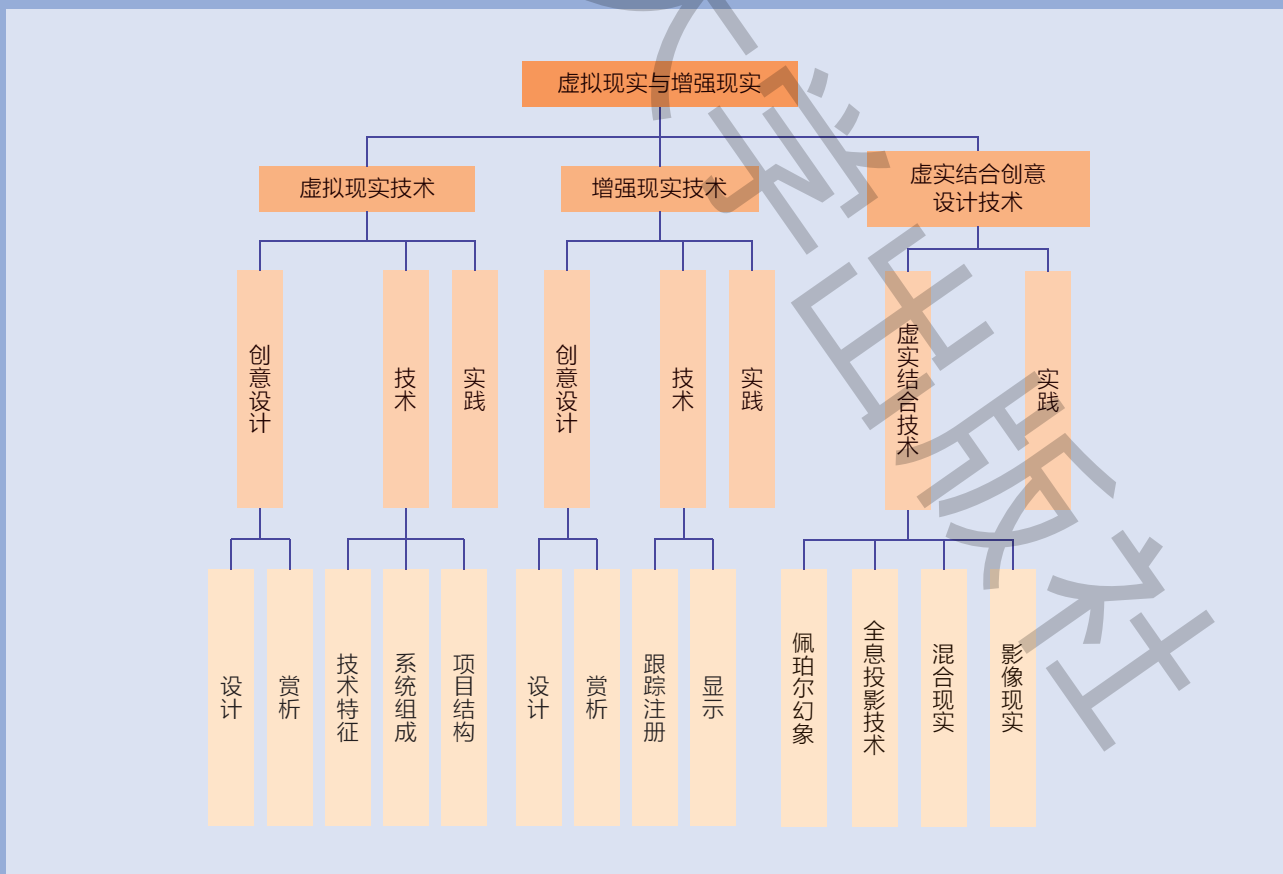 虚拟现实与增强现实
虚拟现实技术
增强现实技术
虚实结合创意
设计技术
创意设计
技术
实践
创意设计
技术
实践
虚实结合技术
实践
设计
赏析
技术特征
系统组成
项目结构
设计
赏析
跟踪注册
显示
佩珀尔幻象
全息投影技术
混合现实
影像现实
大学出版社